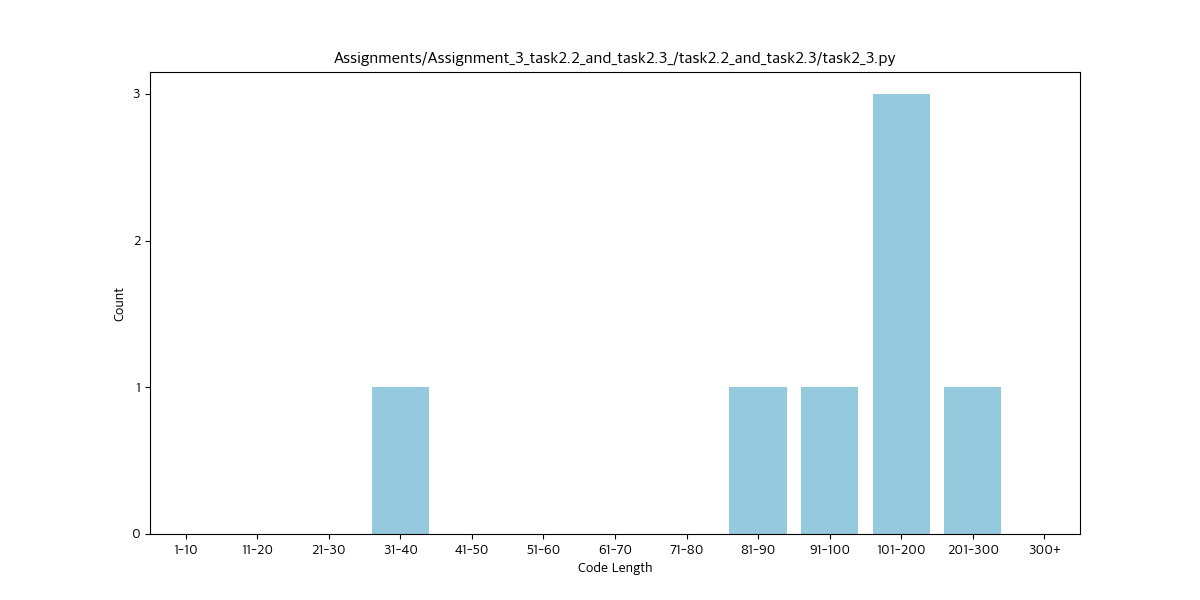 Assignments/Assignment_3_task2.2_and_task2.3_/task2.2_and_task2.3/task2_3.py
3
2
1
0
Count
1-10 11-20 21-30 31-40 41-50 51-60 61-70 71-80 81-90 91-100 101-200 201-300 300+
Code Length